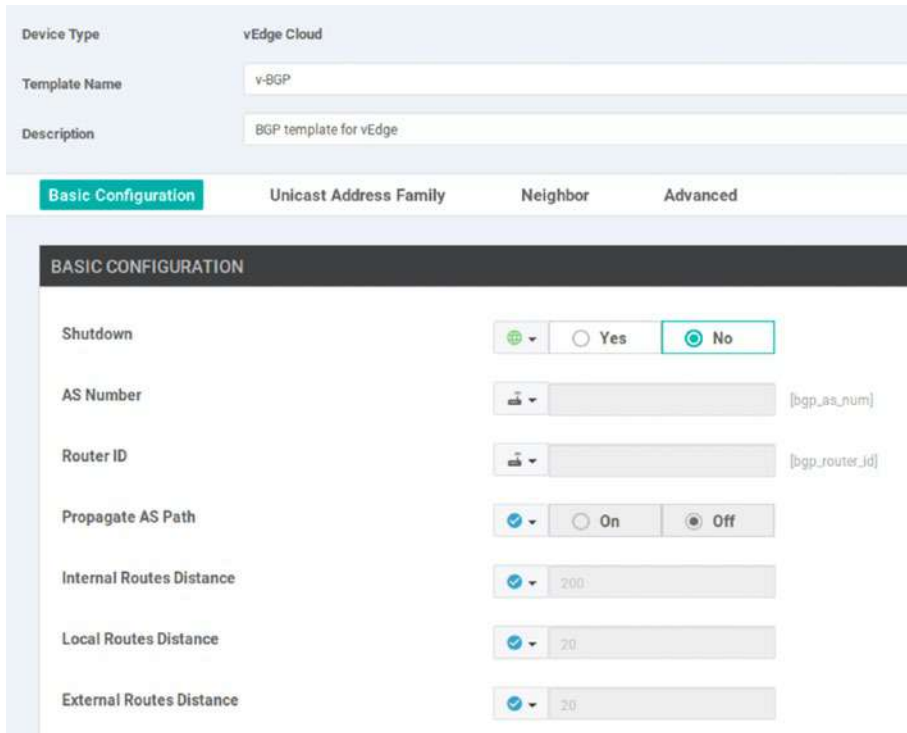 Device Type vEdge Cloud
Template Name v-BGP
Description BGP template for vEdge
Basic Configuration Unicast Address Family Neighbor Advanced
BASIC CONFIGURATION
Shutdown Yes No
AS Number [bgp_as_num]
Router ID [bgp_router_id]
Propagate AS Path On Off
Internal Routes Distance 200
Local Routes Distance 20
External Routes Distance 20